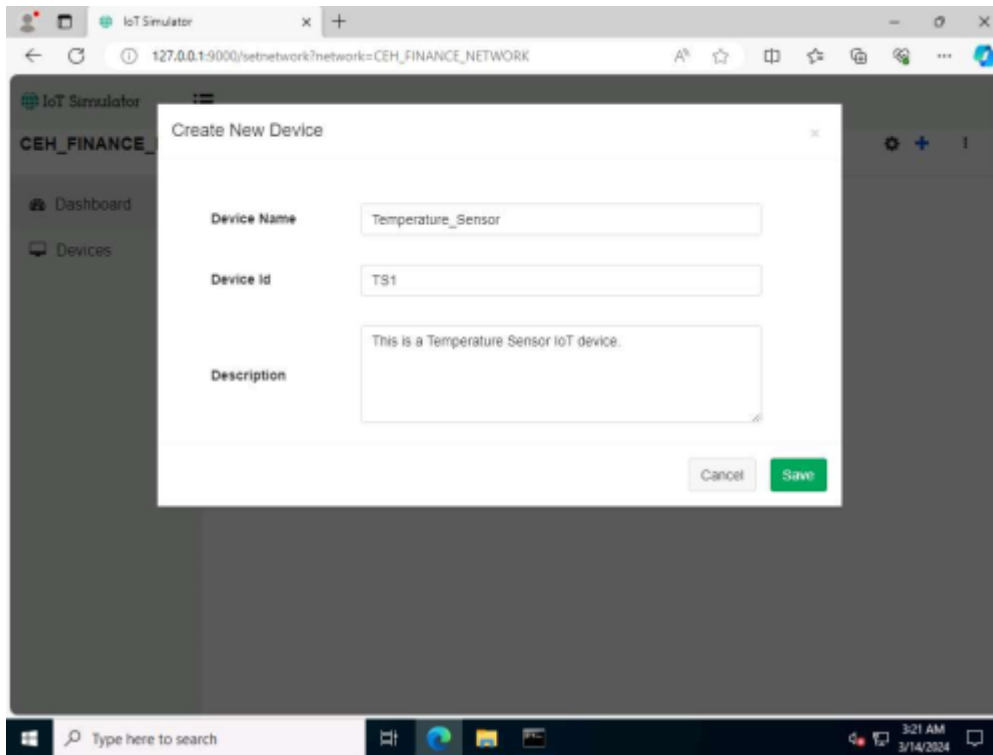 IoT Simulator
127.0.0.1:9000/setnetwork?network=CEH_FINANCE_NETWORK
IoT Simulator
Create New Device
CEH_FINANCE_
Dashboard
Device Name
Temperature_Sensor
Devices
Device Id
TS1
This is a Temperature Sensor IoT device.
Description
Cancel
Save
Type here to search
3:21 AM
3/14/2024